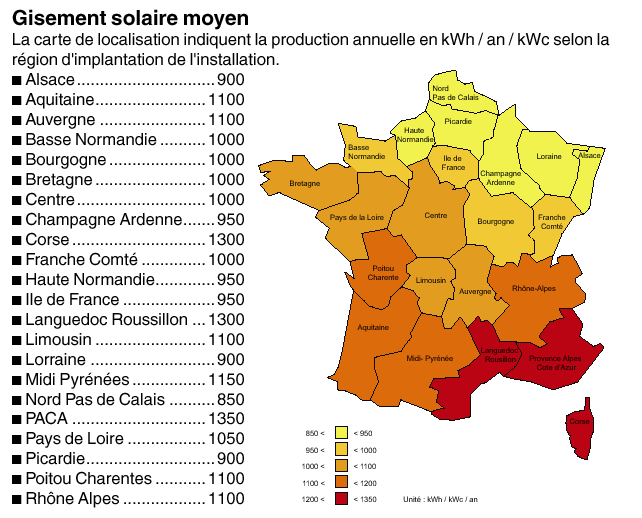 Gisement solaire moyen
La carte de localisation indiquent la production annuelle en kWh / an / kWc selon la
région d'implantation de l'installation.
■ Alsace.........................900
■ Aquitaine....................1100
■ Auvergne ....................1100
■ Basse Normandie ..........1000
■ Bourgogne ..................1000
■ Bretagne ....................1000
■ Centre........................1000
■ Champagne Ardenne......950
■ Corse ........................1300
■ Franche Comté ............1000
■ Haute Normandie..........950
■ Ile de France ...............950
■ Languedoc Roussillon ...1300
■ Limousin ....................1100
■ Lorraine .....................900
■ Midi Pyrénées..............1150
■ Nord Pas de Calais ........850
■ PACA ........................1350
■ Pays de Loire ..............1050
■ Picardie......................900
■ Poitou Charentes ..........1100
■ Rhône Alpes ...............1100
Nord
Pas de Calais
Picardie
Haute
Normandie
Basse
Normandie
Ile de
France
Champagne
Ardenne
Loraine
Alsace
Bretagne
Pays de la Loire
Centre
Bourgogne
Franche
Comté
Poitou
Charente
Limousin
Auvergne
Rhône-Alpes
Aquitaine
Midi- Pyrénée
Languedoc
Rousillon
Provence Alpes
Côte d'Azur
Corse
850 < < 950
950 < < 1000
1000 < < 1100
1100 < < 1200
1200 < < 1350
Unité : kWh / kWc / an